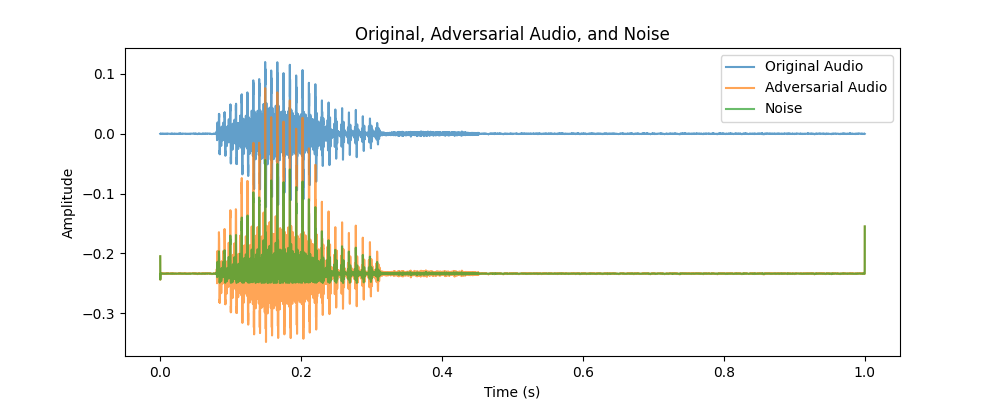 Original, Adversarial Audio, and Noise
Original Audio
Adversarial Audio
Noise
Amplitude
0.1
0.0
−0.1
−0.2
−0.3
0.0 0.2 0.4 0.6 0.8 1.0
Time (s)